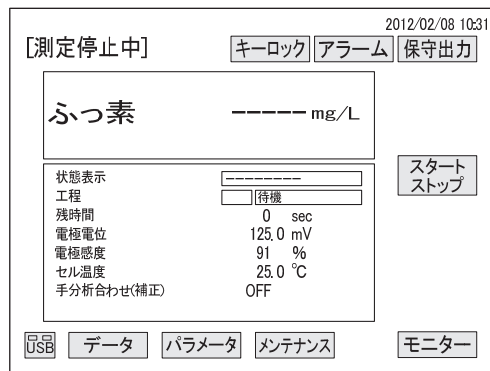 2012/02/08 10:31
[測定停止中] キーロック アラーム 保守出力
ふっ素 ----- mg/L
スタート
ストップ
状態表示 --------
工程 待機
残時間 0 sec
電極電位 125.0 mV
電極感度 91 %
セル温度 25.0 °C
手分析合わせ(補正) OFF
USB データ パラメータ メンテナンス モニター